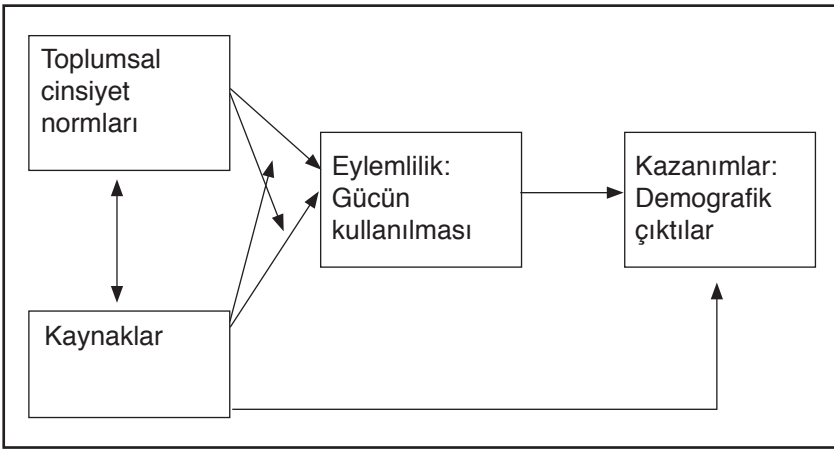 Toplumsal
cinsiyet
normları
Eylemlilik:
Gücün
kullanılması
Kazanımlar:
Demografik
çıktılar
Kaynaklar